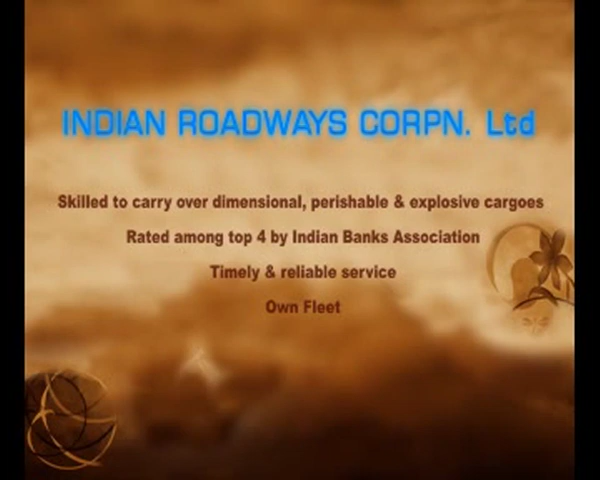 INDIAN ROADWAYS CORPN. Ltd
Skilled to carry over dimensional, perishable & explosive cargoes
Rated among top 4 by Indian Banks Association
Timely & reliable service
Own Fleet